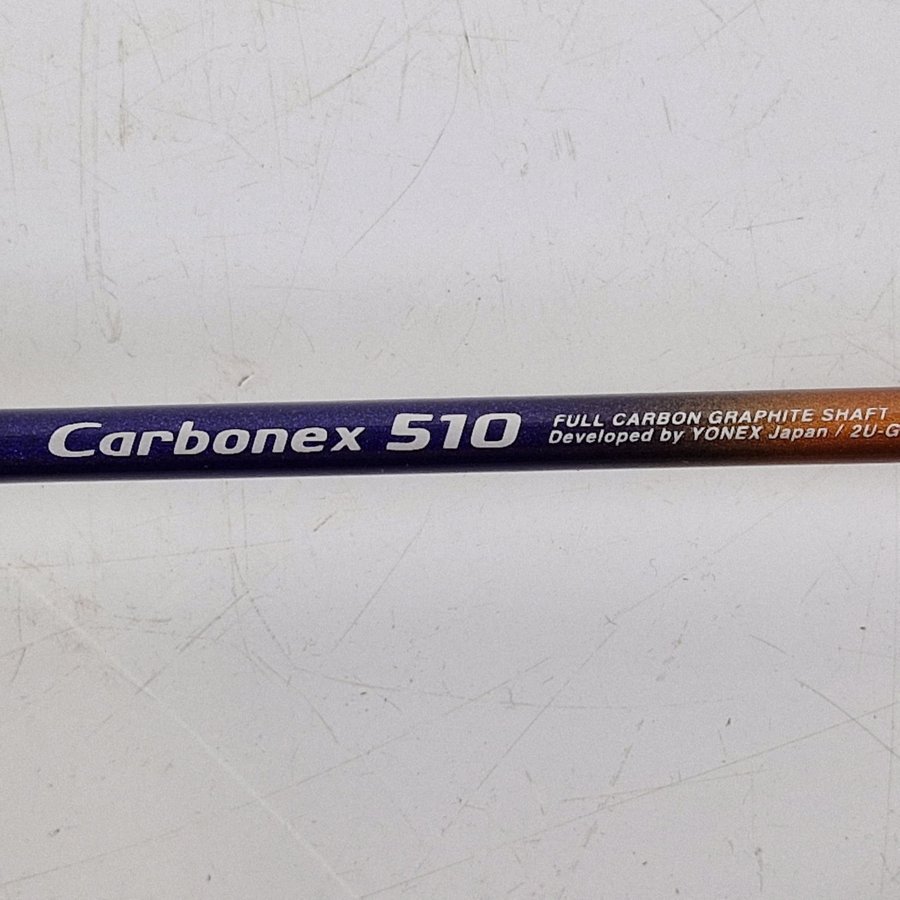 Carbonex 510
FULL CARBON GRAPHITE SHAFT
Developed by YONEX Japan / 2U-G